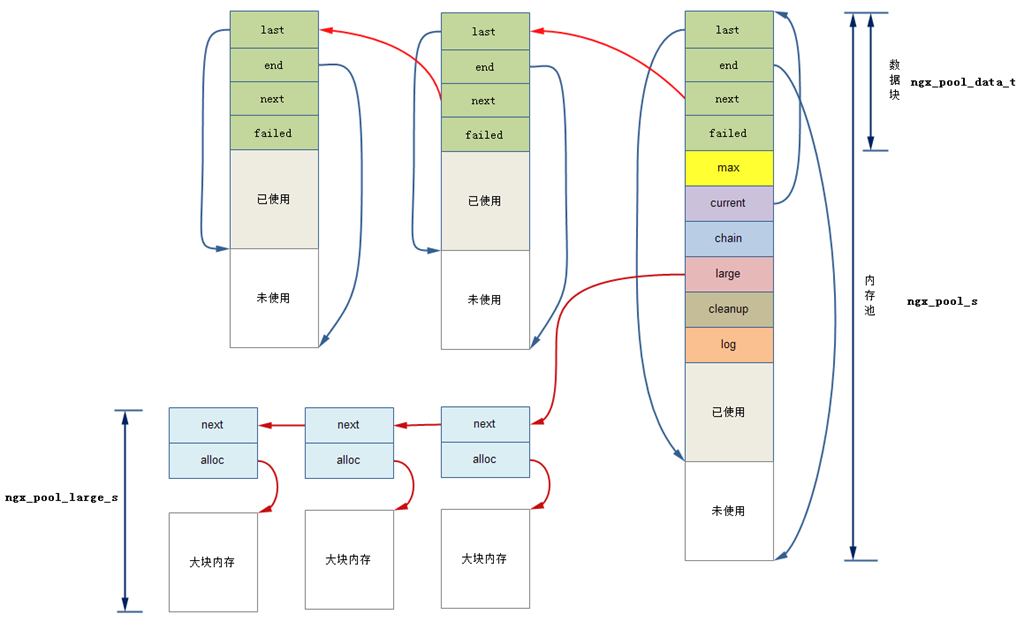 last
end
next
failed
已使用
未使用
last
end
next
failed
已使用
未使用
last
end
next
failed
max
current
chain
large
cleanup
log
已使用
未使用
数据块
ngx_pool_data_t
内存池
ngx_pool_s
ngx_pool_large_s
next
alloc
大块内存
next
alloc
大块内存
next
alloc
大块内存